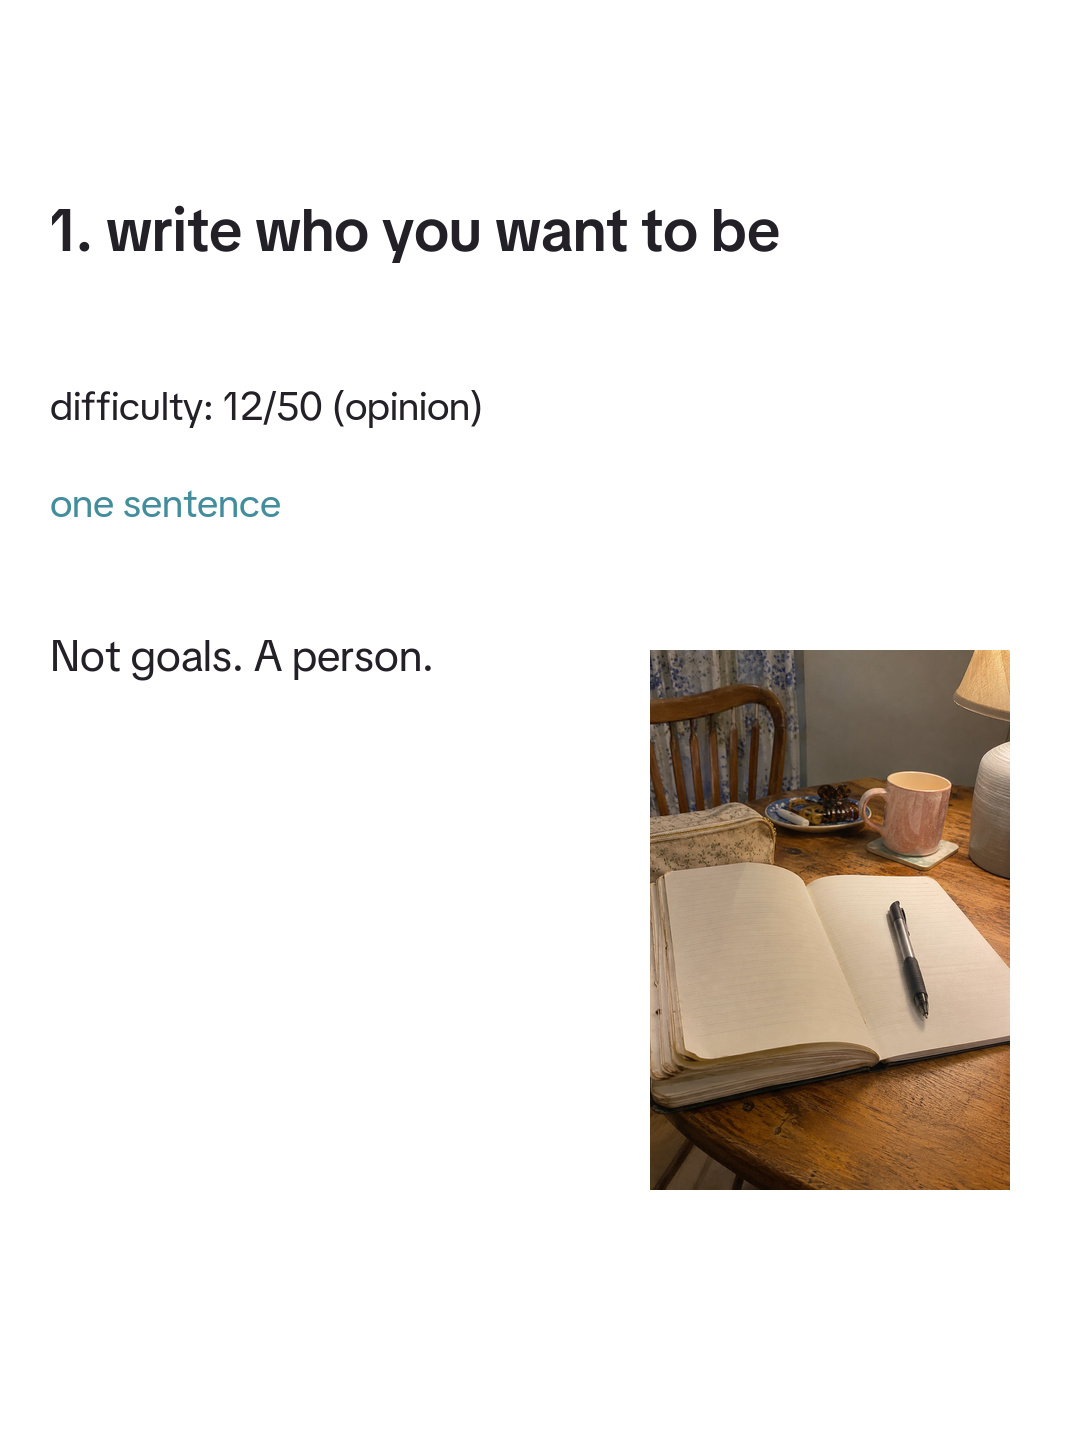 1. write who you want to be
difficulty: 12/50 (opinion)
one sentence
Not goals. A person.